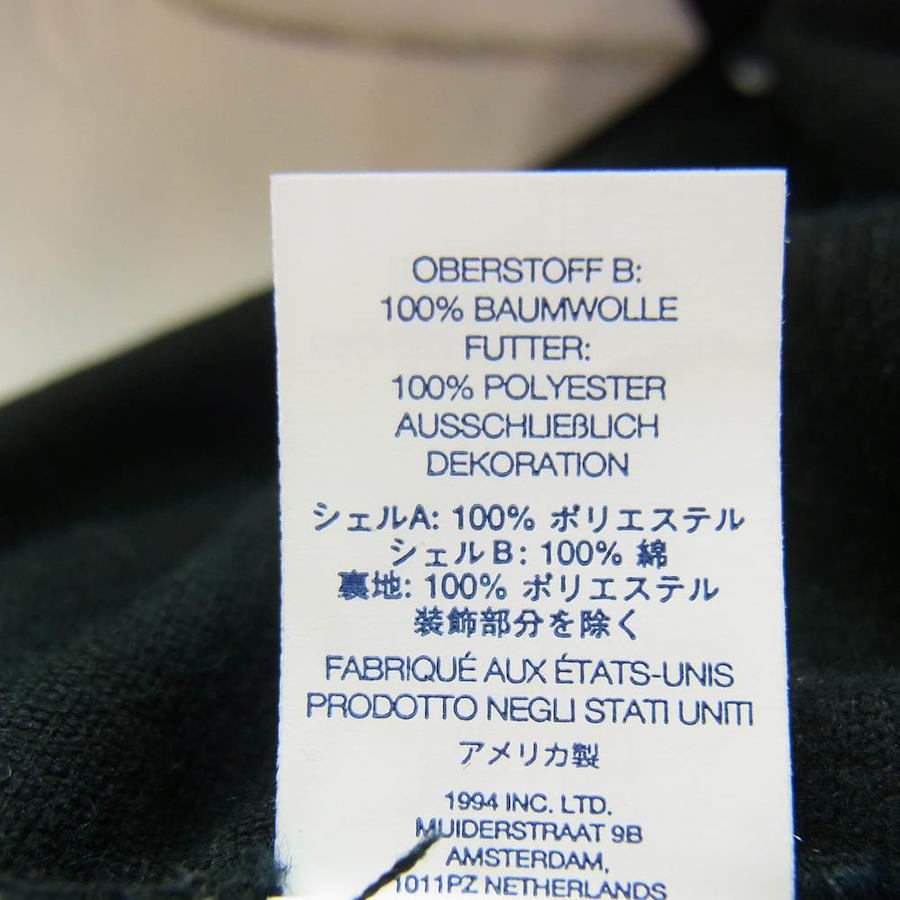 OBERSTOFF B:
100% BAUMWOLLE
FUTTER:
100% POLYESTER
AUSSCHLIEßLICH
DEKORATION
シェルA: 100% ポリエステル
シェルB: 100% 綿
裏地: 100% ポリエステル
装飾部分を除く
FABRIQUÉ AUX ÉTATS-UNIS
PRODOTTO NEGLI STATI UNITI
アメリカ製
1994 INC. LTD.
MUIDERSTRAAT 9B
AMSTERDAM,
1011PZ NETHERLANDS